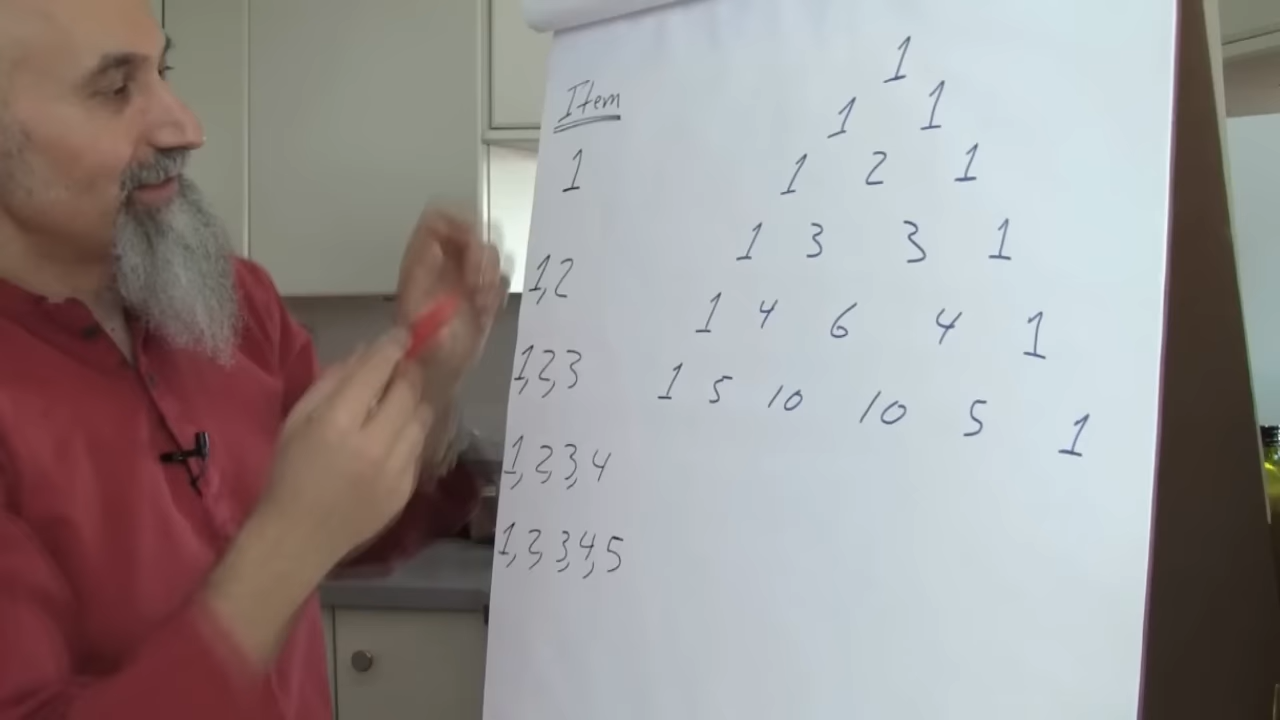 Item
1
1,2
1,2,3
1,2,3,4
1,2,3,4,5
1
1 1
1 2 1
1 3 3 1
1 4 6 4 1
1 5 10 10 5 1